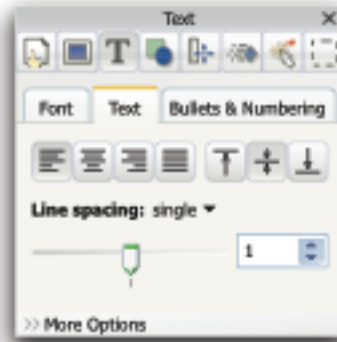 Text
T
Font Text Bullets & Numbering
Line spacing: single
1
More Options